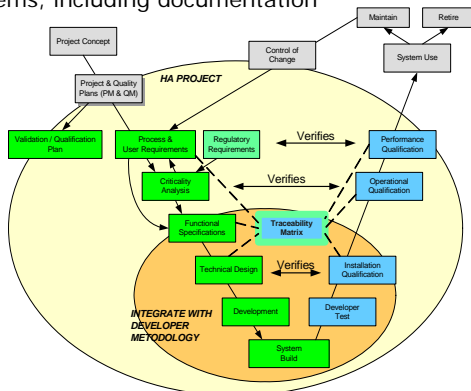 ems, including documentation
Project Concept
Maintain
Retire
Control of
Change
System Use
Project & Quality
Plans (PM & QM)
HA PROJECT
Validation / Qualification
Plan
Process &
User Requirements
Regulatory
Requirements
Verifies
Performance
Qualification
Criticality
Analysis
Verifies
Operational
Qualification
Functional
Specifications
Traceability
Matrix
Technical Design
Verifies
Installation
Qualification
Development
Developer
Test
INTEGRATE WITH
DEVELOPER
METODOLOGY
System
Build